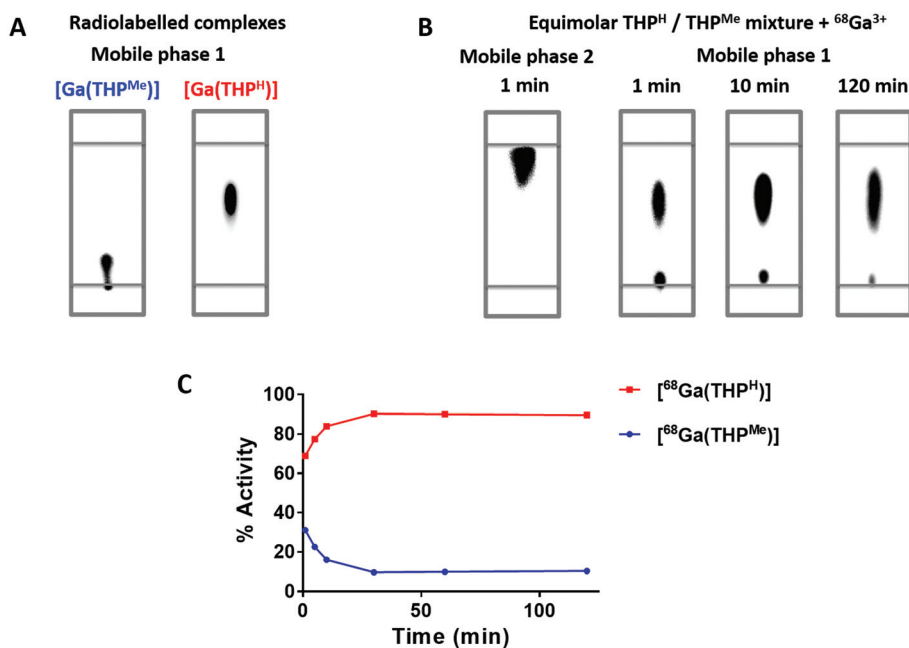 A
Radiolabelled complexes
Mobile phase 1
[Ga(THPᴹᵉ)] [Ga(THPᴴ)]
B
Equimolar THPᴴ / THPᴹᵉ mixture + ⁶⁸Ga³⁺
Mobile phase 2 Mobile phase 1
1 min 1 min 10 min 120 min
C
100
80
60
40
20
0
% Activity
0 50 100
Time (min)
[⁶⁸Ga(THPᴴ)]
[⁶⁸Ga(THPᴹᵉ)]